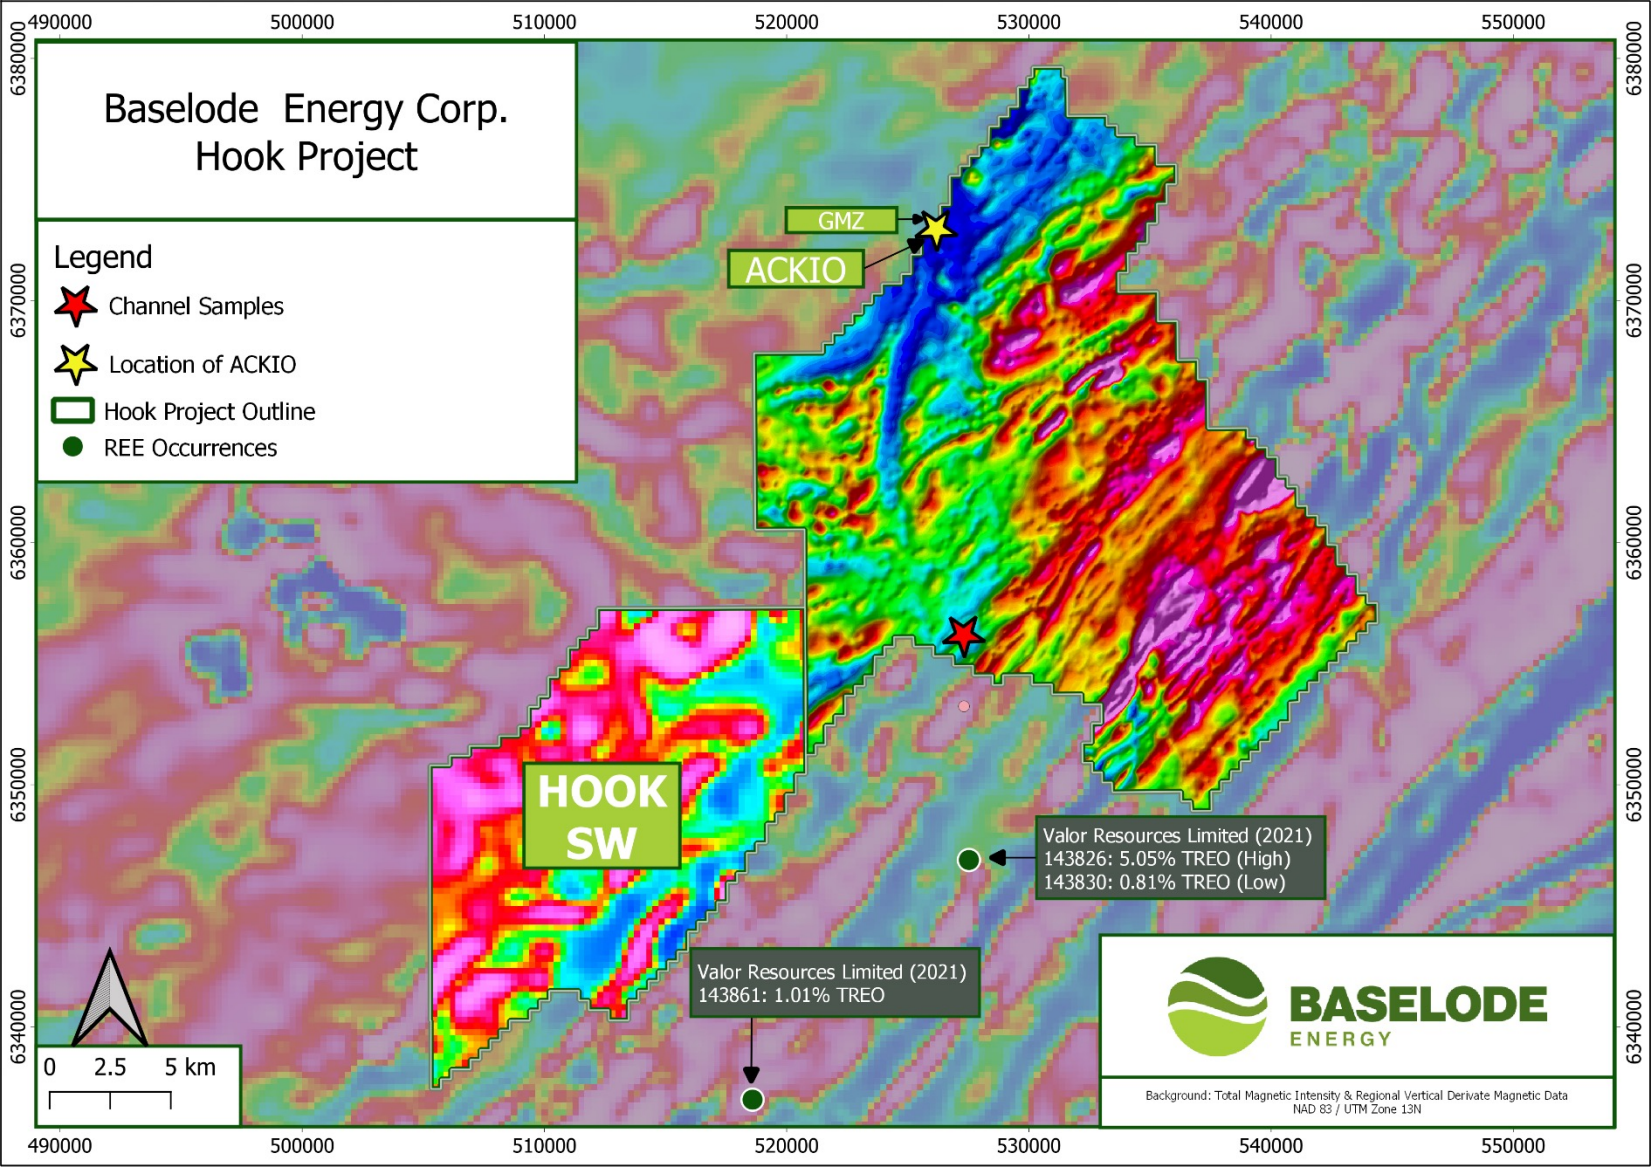 490000 500000 510000 520000 530000 540000 550000
6380000
6370000
6360000
6350000
6340000
Baselode Energy Corp.
Hook Project
Legend
Channel Samples
Location of ACKIO
Hook Project Outline
REE Occurrences
GMZ
ACKIO
HOOK
SW
Valor Resources Limited (2021)
143826: 5.05% TREO (High)
143830: 0.81% TREO (Low)
Valor Resources Limited (2021)
143861: 1.01% TREO
0 2.5 5 km
BASELODE
ENERGY
Background: Total Magnetic Intensity & Regional Vertical Derivate Magnetic Data
NAD 83 / UTM Zone 13N
6380000
6370000
6360000
6350000
6340000
490000 500000 510000 520000 530000 540000 550000